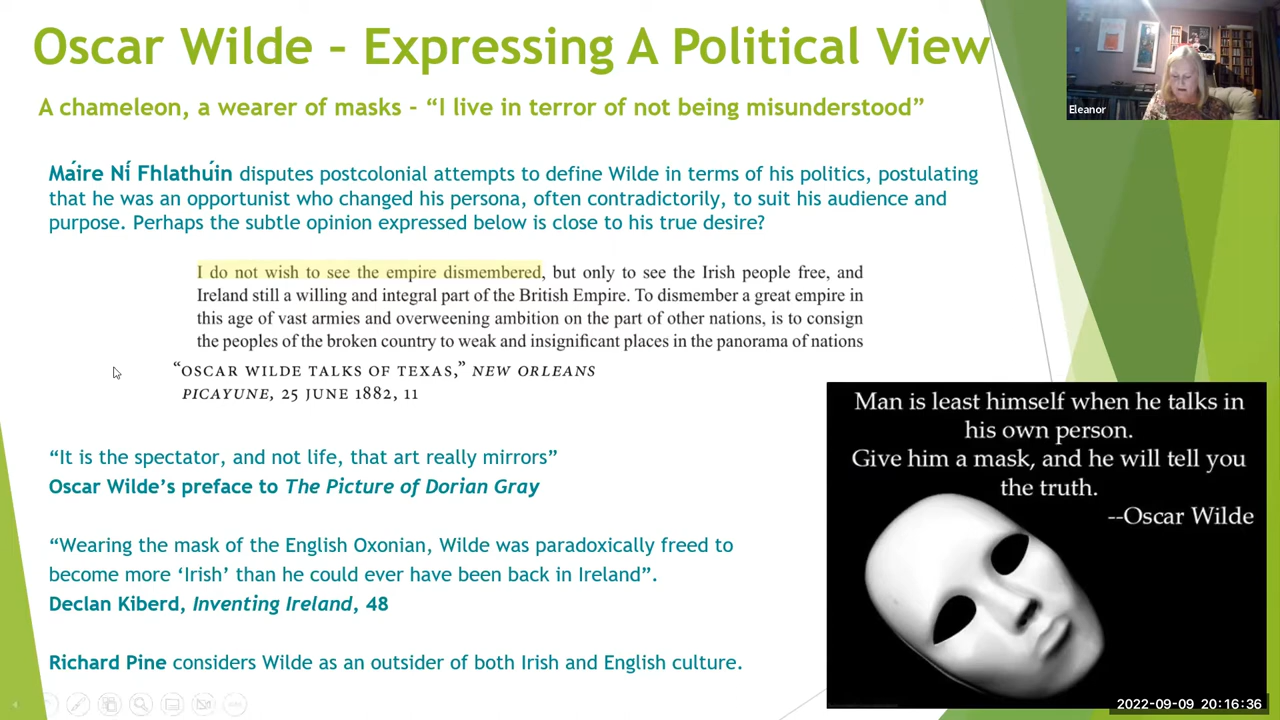 Oscar Wilde – Expressing A Political View
Eleanor
A chameleon, a wearer of masks – “I live in terror of not being misunderstood”
Máire Ní Fhlathúin disputes postcolonial attempts to define Wilde in terms of his politics, postulating
that he was an opportunist who changed his persona, often contradictorily, to suit his audience and
purpose. Perhaps the subtle opinion expressed below is close to his true desire?
I do not wish to see the empire dismembered, but only to see the Irish people free, and
Ireland still a willing and integral part of the British Empire. To dismember a great empire in
this age of vast armies and overweening ambition on the part of other nations, is to consign
the peoples of the broken country to weak and insignificant places in the panorama of nations
“OSCAR WILDE TALKS OF TEXAS,” NEW ORLEANS
PICAYUNE, 25 JUNE 1882, 11
“It is the spectator, and not life, that art really mirrors”
Oscar Wilde’s preface to The Picture of Dorian Gray
“Wearing the mask of the English Oxonian, Wilde was paradoxically freed to
become more ‘Irish’ than he could ever have been back in Ireland”.
Declan Kiberd, Inventing Ireland, 48
Richard Pine considers Wilde as an outsider of both Irish and English culture.
Man is least himself when he talks in
his own person.
Give him a mask, and he will tell you
the truth.
--Oscar Wilde
4
2022-09-09 20:16:36